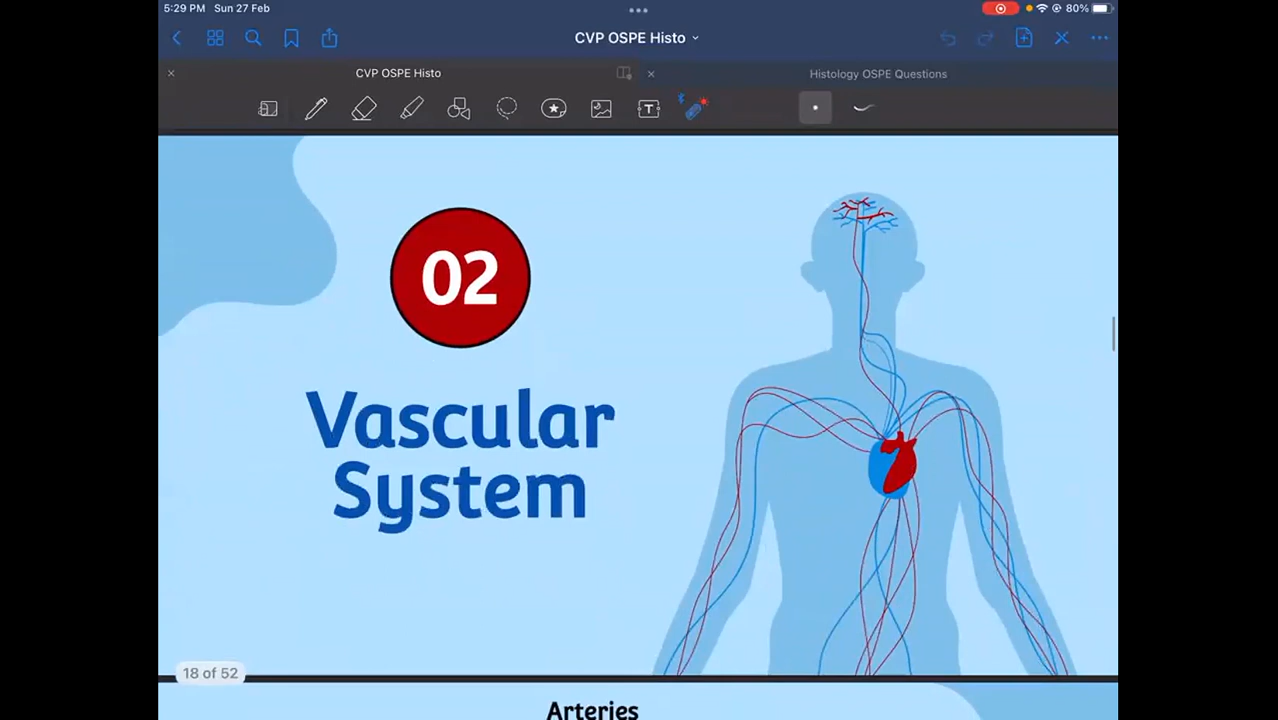 5:29 PM Sun 27 Feb
80%
CVP OSPE Histo
CVP OSPE Histo
Histology OSPE Questions
T
02
Vascular
System
18 of 52
Arteries